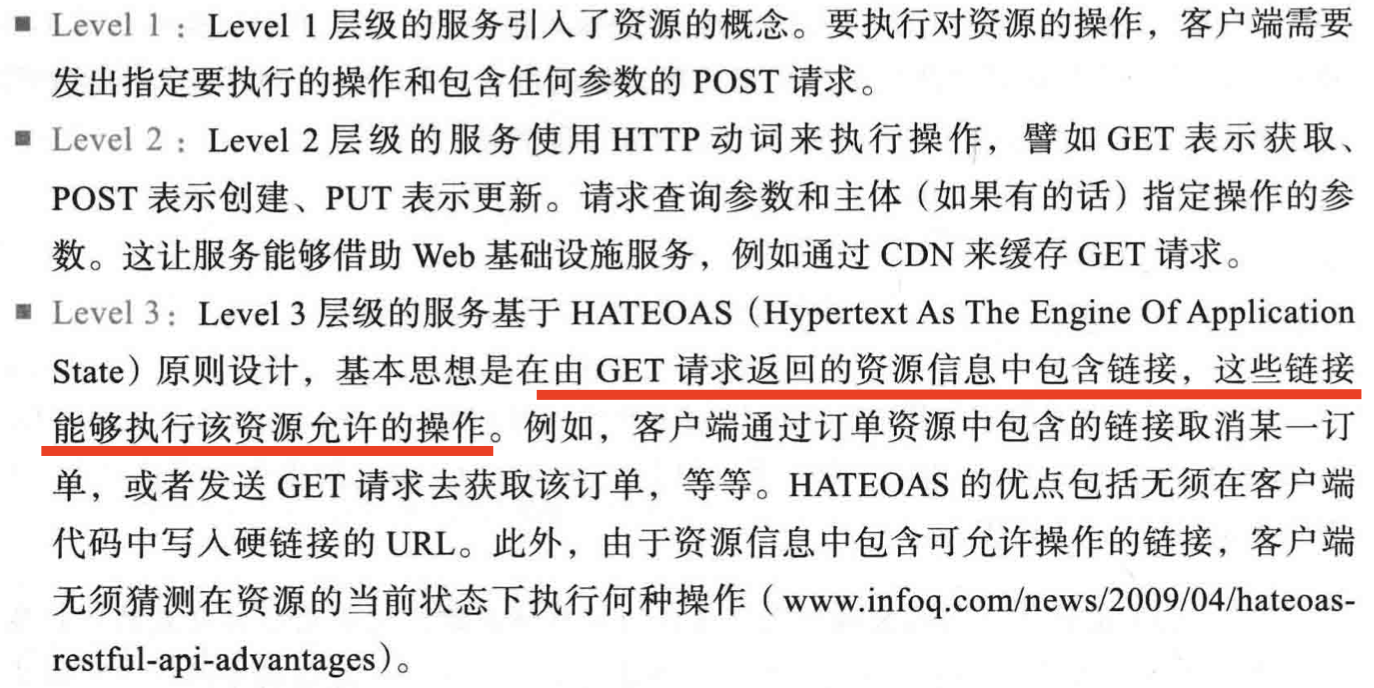 ■ Level 1：Level 1 层级的服务引入了资源的概念。要执行对资源的操作，客户端需要
发出指定要执行的操作和包含任何参数的 POST 请求。
■ Level 2：Level 2 层级的服务使用 HTTP 动词来执行操作，譬如 GET 表示获取、
POST 表示创建、PUT 表示更新。请求查询参数和主体（如果有的话）指定操作的参
数。这让服务能够借助 Web 基础设施服务，例如通过 CDN 来缓存 GET 请求。
■ Level 3：Level 3 层级的服务基于 HATEOAS（Hypertext As The Engine Of Application
State）原则设计，基本思想是在由 GET 请求返回的资源信息中包含链接，这些链接
能够执行该资源允许的操作。例如，客户端通过订单资源中包含的链接取消某一订
单，或者发送 GET 请求去获取该订单，等等。HATEOAS 的优点包括无须在客户端
代码中写入硬链接的 URL。此外，由于资源信息中包含可允许操作的链接，客户端
无须猜测在资源的当前状态下执行何种操作（www.infoq.com/news/2009/04/hateoas-
restful-api-advantages）。